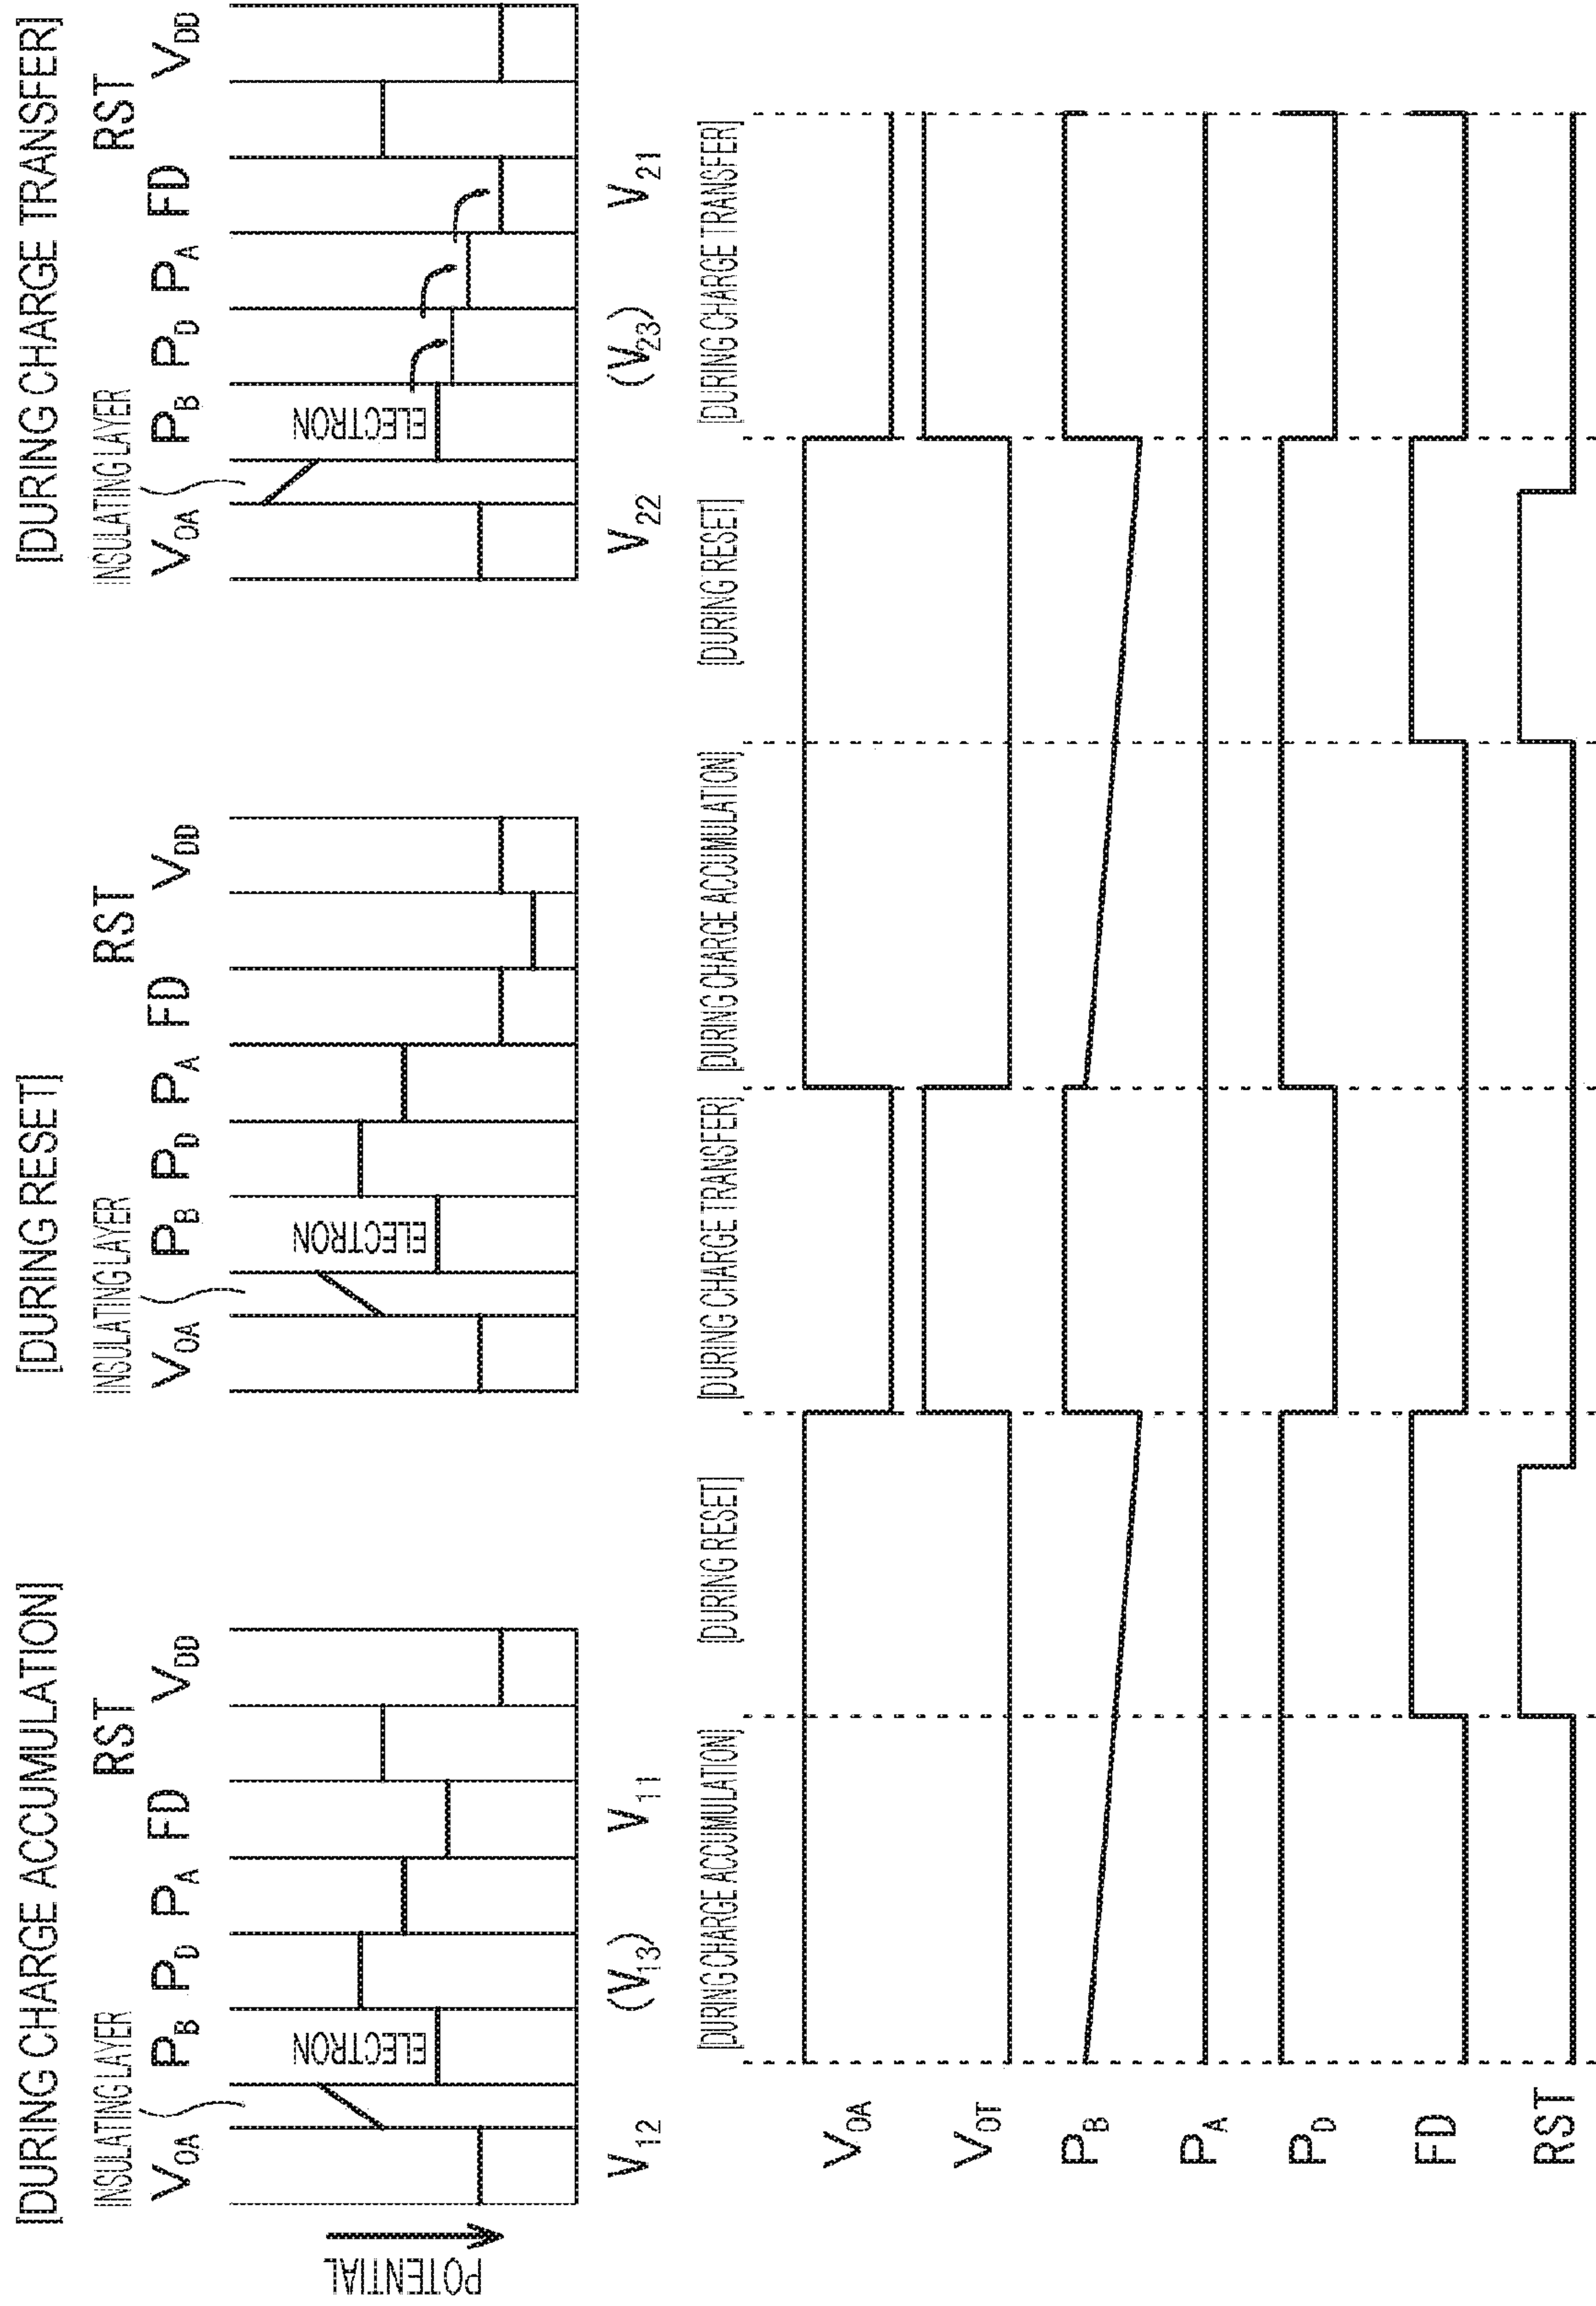 [DURING CHARGE ACCUMULATION] [DURING RESET] [DURING CHARGE TRANSFER]
INSULATING LAYER RST INSULATING LAYER RST INSULATING LAYER RST
VOA PB PD PA FD VDD VOA PB PD PA FD VDD VOA PB PD PA FD VDD
POTENTIAL
ELECTRON ELECTRON ELECTRON
V12 (V13) V11 V22 (V23) V21
[DURING CHARGE ACCUMULATION] [DURING RESET] [DURING CHARGE TRANSFER] [DURING CHARGE ACCUMULATION] [DURING RESET] [DURING CHARGE TRANSFER]
VOA
VOT
PB
PA
PD
FD
RST